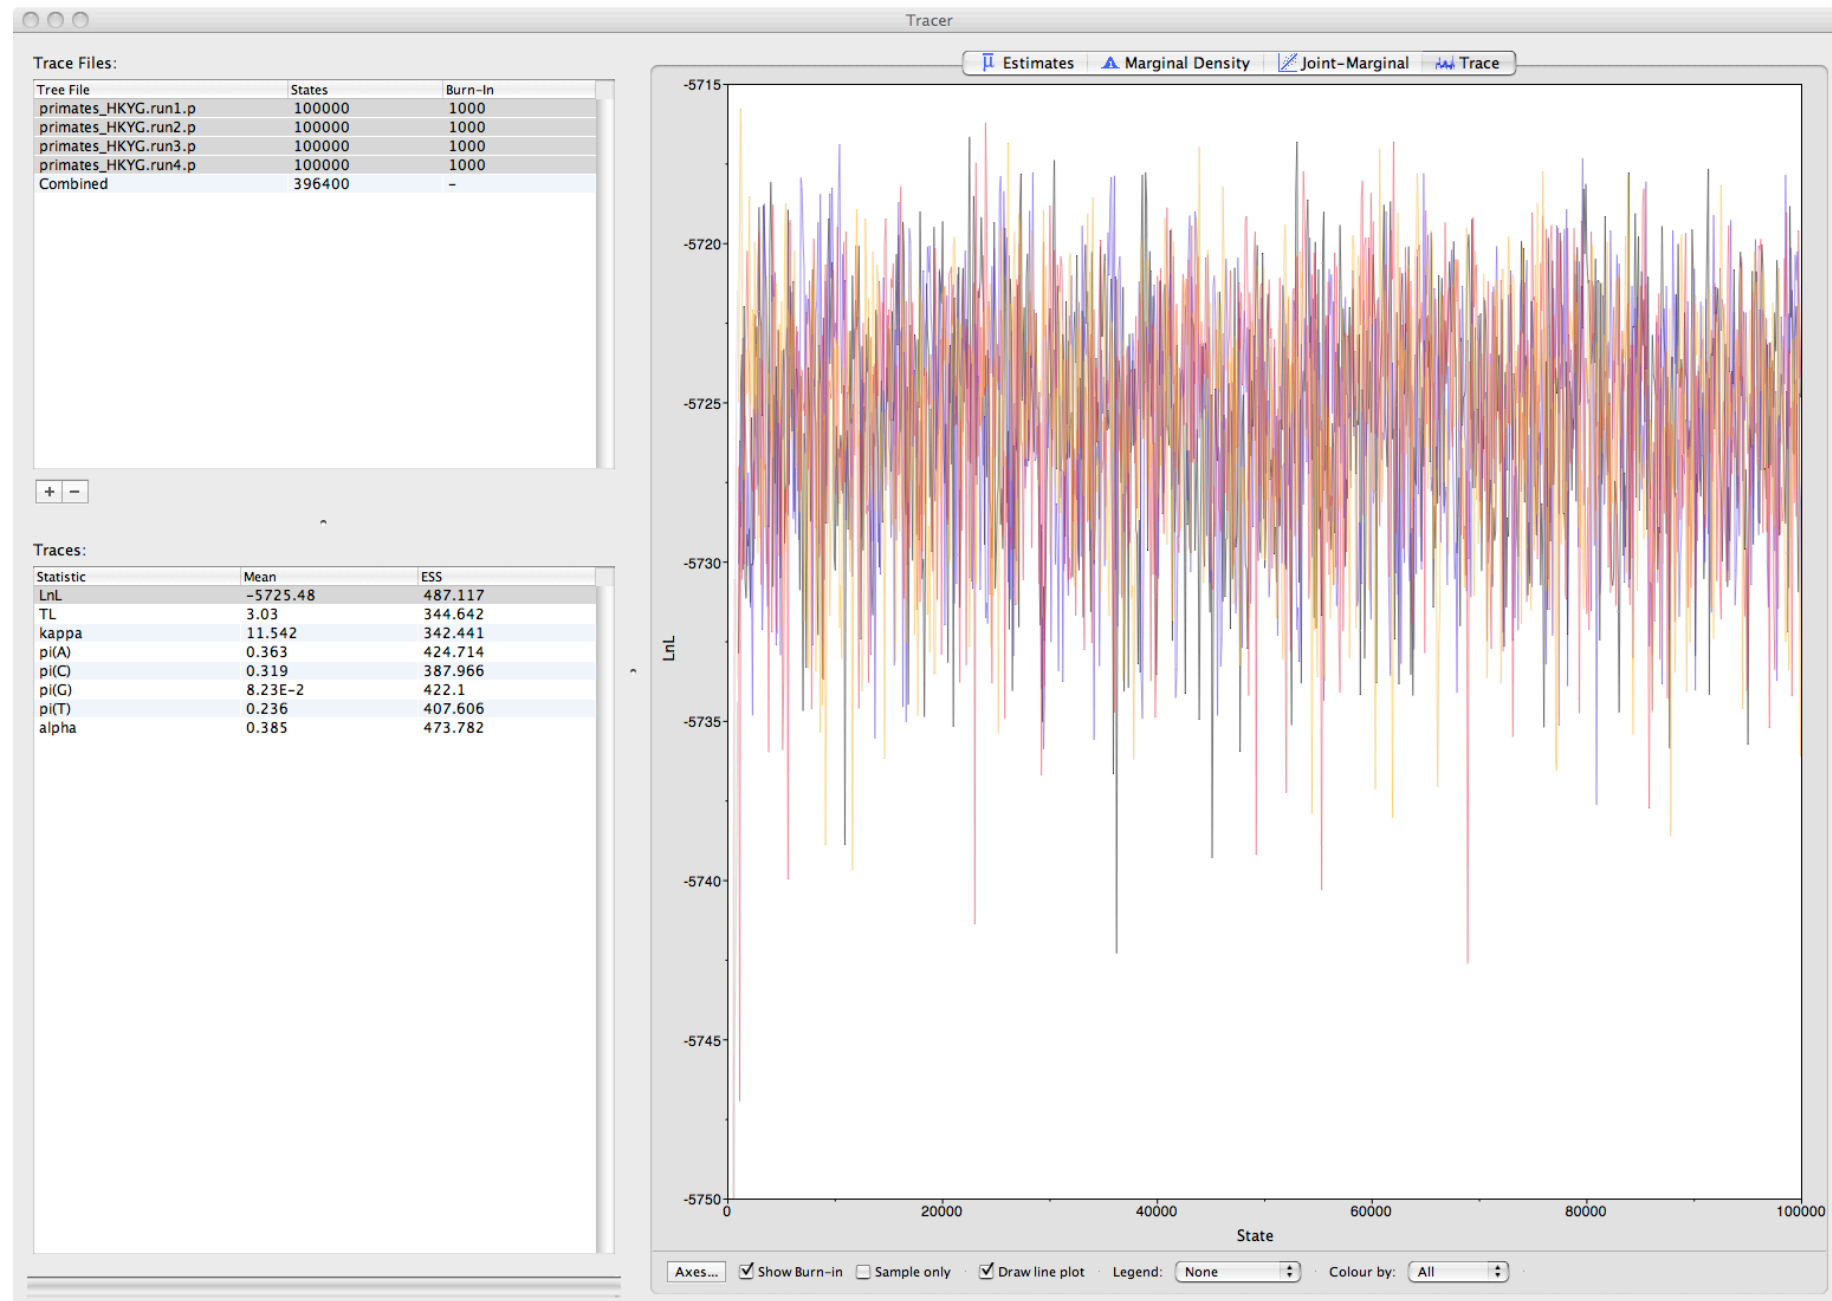 Tracer
Trace Files:
Tree File States Burn-In
primates_HKYG.run1.p 100000 1000
primates_HKYG.run2.p 100000 1000
primates_HKYG.run3.p 100000 1000
primates_HKYG.run4.p 100000 1000
Combined 396400 -
+ -
Traces:
Statistic Mean ESS
LnL -5725.48 487.117
TL 3.03 344.642
kappa 11.542 342.441
pi(A) 0.363 424.714
pi(C) 0.319 387.966
pi(G) 8.23E-2 422.1
pi(T) 0.236 407.606
alpha 0.385 473.782
μ Estimates Marginal Density Joint-Marginal Trace
-5715
-5720
-5725
-5730
-5735
-5740
-5745
-5750
LnL
0 20000 40000 60000 80000 100000
State
Axes... Show Burn-in Sample only Draw line plot Legend: None Colour by: All